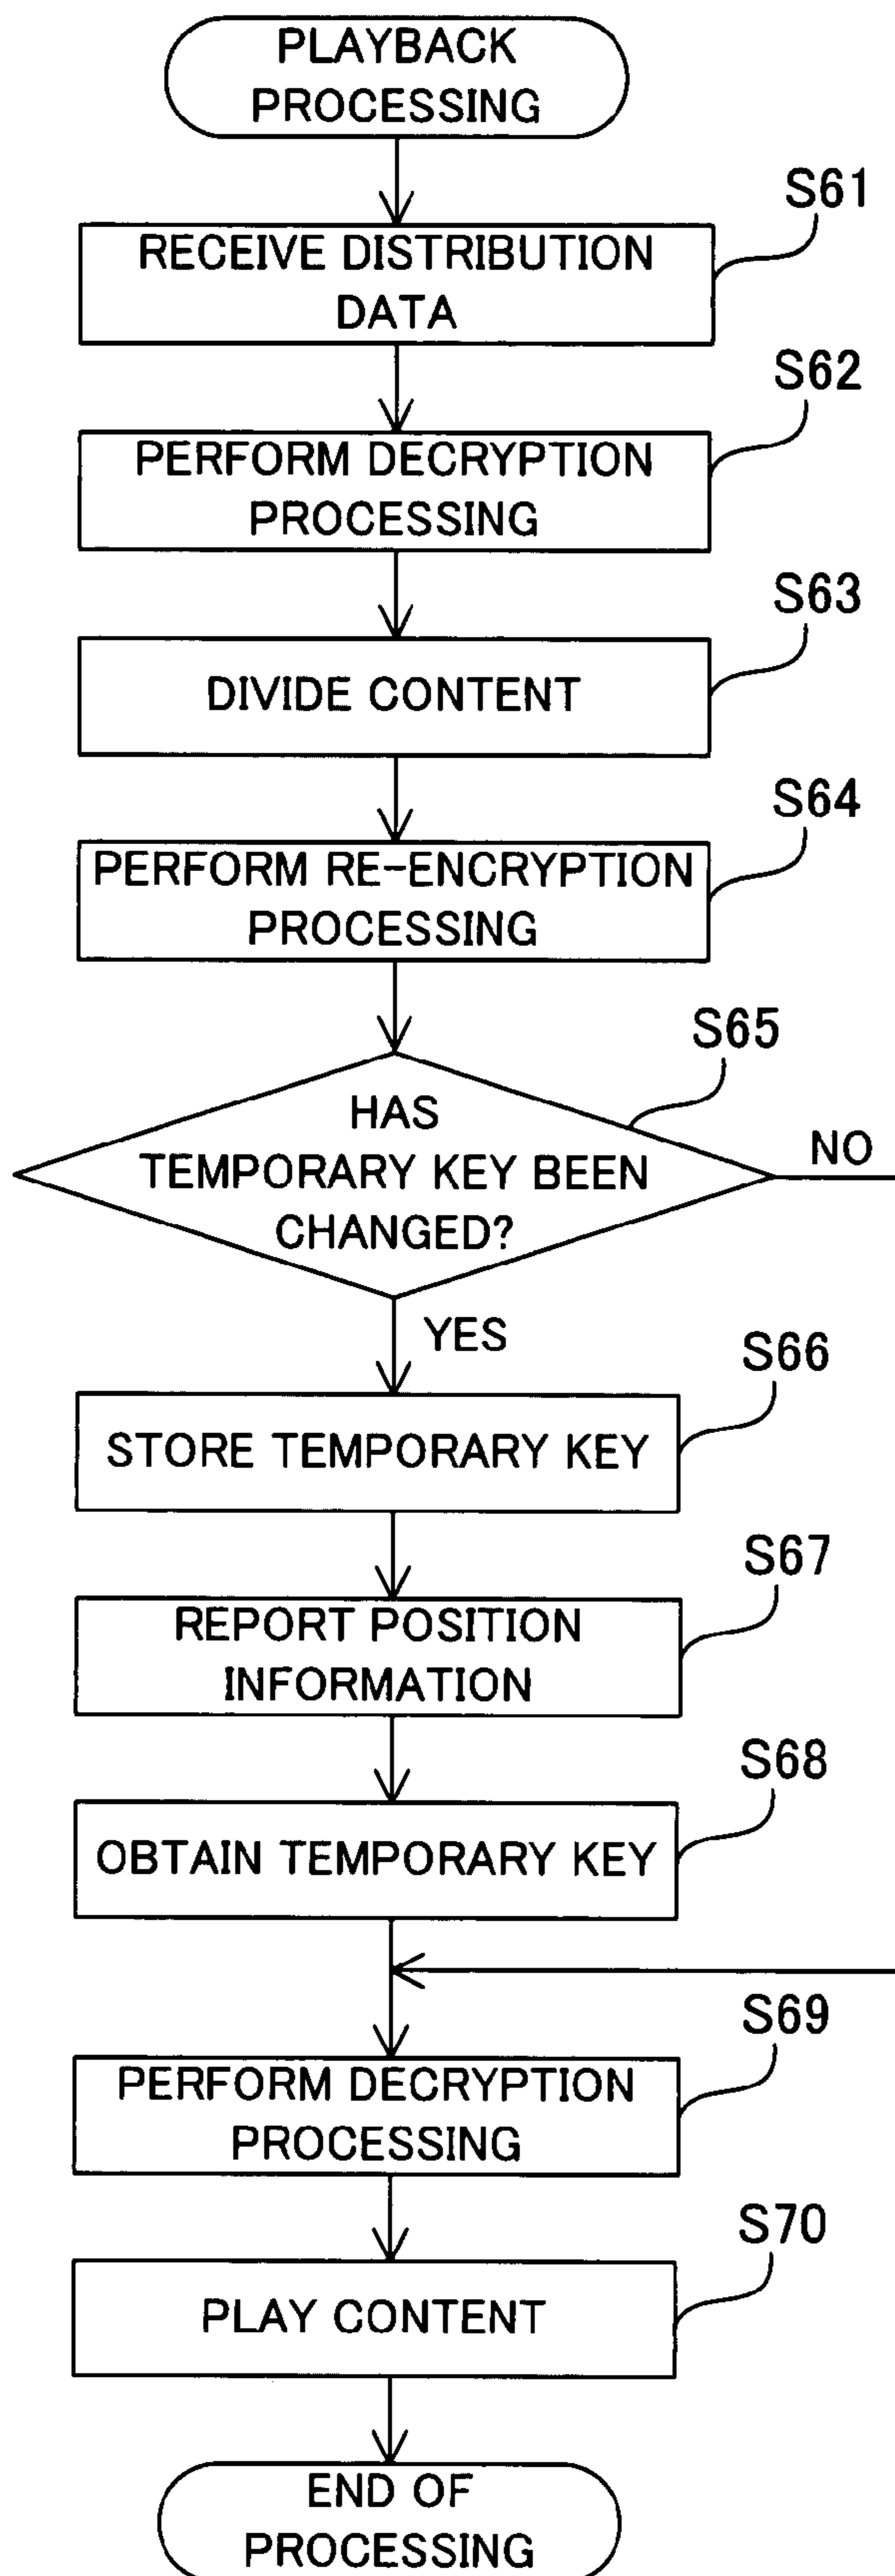 PLAYBACK
PROCESSING
S61
RECEIVE DISTRIBUTION
DATA
S62
PERFORM DECRYPTION
PROCESSING
S63
DIVIDE CONTENT
S64
PERFORM RE-ENCRYPTION
PROCESSING
S65
HAS
TEMPORARY KEY BEEN
CHANGED?
NO
YES
S66
STORE TEMPORARY KEY
S67
REPORT POSITION
INFORMATION
S68
OBTAIN TEMPORARY KEY
S69
PERFORM DECRYPTION
PROCESSING
S70
PLAY CONTENT
END OF
PROCESSING